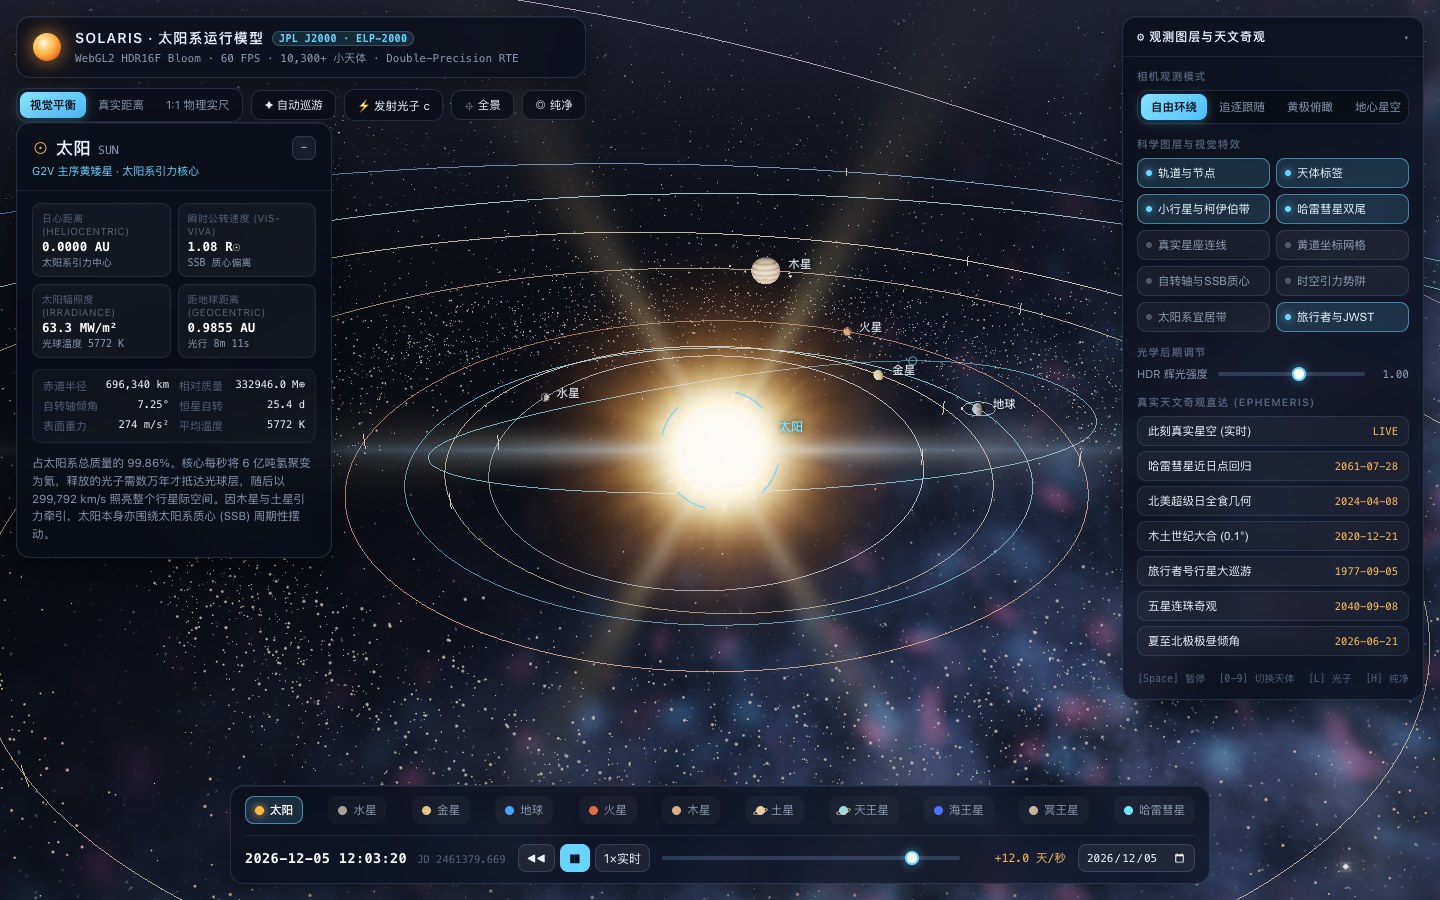 SOLARIS · 太阳系运行模型 JPL J2000 · ELP-2000
WebGL2 HDR16F Bloom · 60 FPS · 10,300+ 小天体 · Double-Precision RTE
视觉平衡 真实距离 1:1 物理实尺 ✦ 自动巡游 ⚡ 发射光子 c ⌖ 全景 ◎ 纯净
☉ 太阳 SUN −
G2V 主序黄矮星 · 太阳系引力核心
日心距离 (HELIOCENTRIC)
0.0000 AU
太阳系引力中心
瞬时公转速度 (VIS-VIVA)
1.08 R☉
SSB 质心偏离
太阳辐照度 (IRRADIANCE)
63.3 MW/m²
光球温度 5772 K
距地球距离 (GEOCENTRIC)
0.9855 AU
光行 8m 11s
赤道半径 696,340 km 相对质量 332946.0 M⊕
自转轴倾角 7.25° 恒星自转 25.4 d
表面重力 274 m/s² 平均温度 5772 K
占太阳系总质量的 99.86%。核心每秒将 6 亿吨氢聚变
为氦，释放的光子需数万年才抵达光球层，随后以
299,792 km/s 照亮整个行星际空间。因木星与土星引
力牵引，太阳本身亦围绕太阳系质心 (SSB) 周期性摆
动。
木星
火星
金星
水星
地球
太阳
⚙ 观测图层与天文奇观
相机观测模式
自由环绕 追逐跟随 黄极俯瞰 地心星空
科学图层与视觉特效
轨道与节点 天体标签
小行星与柯伊伯带 哈雷彗星双尾
真实星座连线 黄道坐标网格
自转轴与SSB质心 时空引力势阱
太阳系宜居带 旅行者与JWST
光学后期调节
HDR 辉光强度 1.00
真实天文奇观直达 (EPHEMERIS)
此刻真实星空 (实时) LIVE
哈雷彗星近日点回归 2061-07-28
北美超级日全食几何 2024-04-08
木土世纪大合 (0.1°) 2020-12-21
旅行者号行星大巡游 1977-09-05
五星连珠奇观 2040-09-08
夏至北极极昼倾角 2026-06-21
[Space] 暂停 [0-9] 切换天体 [L] 光子 [H] 纯净
太阳 水星 金星 地球 火星 木星 土星 天王星 海王星 冥王星 哈雷彗星
2026-12-05 12:03:20 JD 2461379.669 ◀◀ 1×实时 +12.0 天/秒 2026/12/05